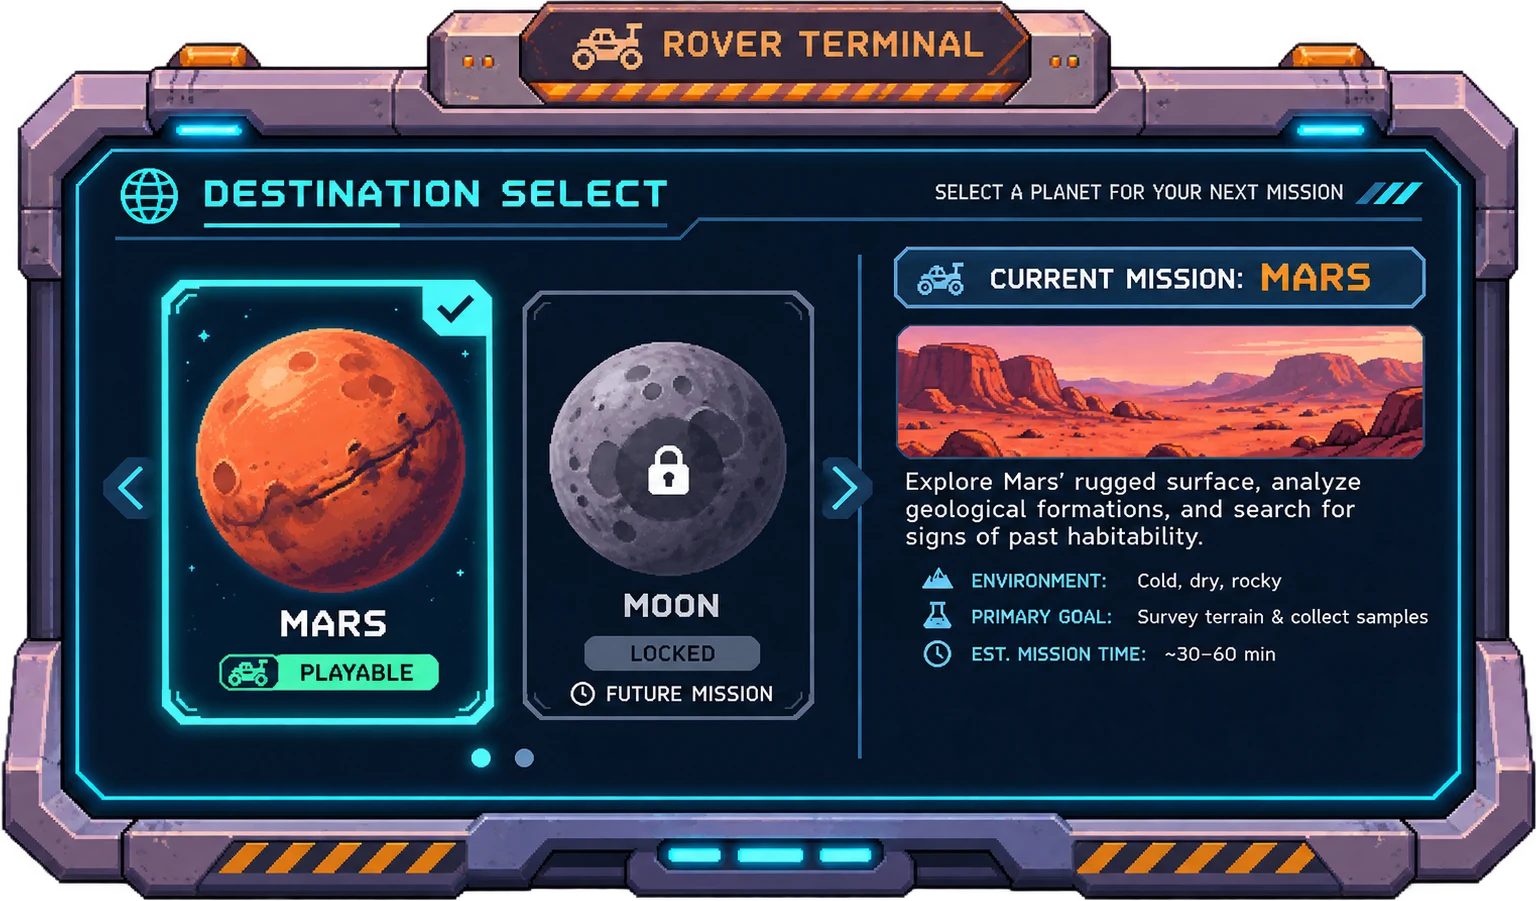 ROVER TERMINAL
DESTINATION SELECT
SELECT A PLANET FOR YOUR NEXT MISSION
MARS
PLAYABLE
MOON
LOCKED
FUTURE MISSION
CURRENT MISSION: MARS
Explore Mars’ rugged surface, analyze
geological formations, and search for
signs of past habitability.
ENVIRONMENT: Cold, dry, rocky
PRIMARY GOAL: Survey terrain & collect samples
EST. MISSION TIME: ~30–60 min